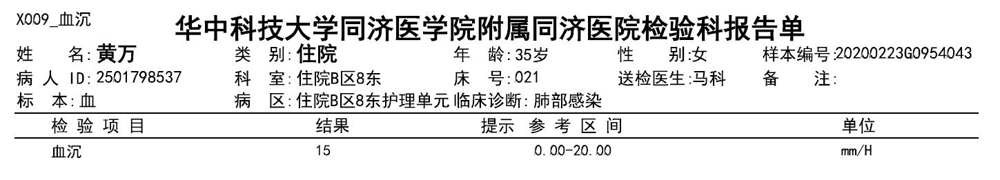 X009_血沉
华中科技大学同济医学院附属同济医院检验科报告单
姓 名: 黄万 类 别: 住院 年 龄: 35岁 性 别:女 样本编号:20200223G0954043
病 人 ID: 2501798537 科 室: 住院B区8东 床 号:021 送检医生:马科 备 注:
标 本: 血 病 区: 住院B区8东护理单元 临床诊断: 肺部感染
检 验 项 目 结果 提示 参 考 区 间 单位
血沉 15 0.00-20.00 mm/H